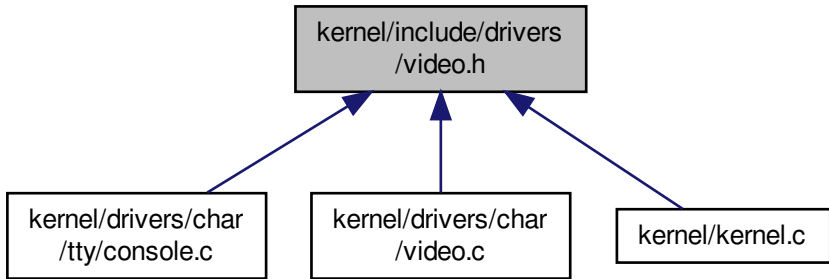 kernel/include/drivers
/video.h
kernel/drivers/char
/tty/console.c
kernel/drivers/char
/video.c
kernel/kernel.c